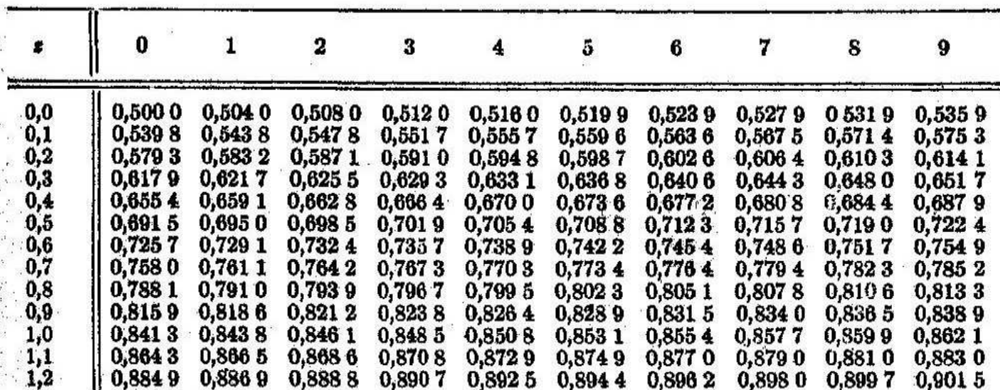 z 0 1 2 3 4 5 6 7 8 9
0,0 0,500 0 0,504 0 0,508 0 0,512 0 0,516 0 0,519 9 0,523 9 0,527 9 0 531 9 0,535 9
0,1 0,539 8 0,543 8 0,547 8 0,551 7 0,555 7 0,559 6 0,563 6 0,567 5 0,571 4 0,575 3
0,2 0,579 3 0,583 2 0,587 1 0,591 0 0,594 8 0,598 7 0,602 6 0,606 4 0,610 3 0,614 1
0,3 0,617 9 0,621 7 0,625 5 0,629 3 0,633 1 0,636 8 0,640 6 0,644 3 0,648 0 0,651 7
0,4 0,655 4 0,659 1 0,662 8 0,666 4 0,670 0 0,673 6 0,677 2 0,680 8 0,684 4 0,687 9
0,5 0,691 5 0,695 0 0,698 5 0,701 9 0,705 4 0,708 8 0,712 3 0,715 7 0,719 0 0,722 4
0,6 0,725 7 0,729 1 0,732 4 0,735 7 0,738 9 0,742 2 0,745 4 0,748 6 0,751 7 0,754 9
0,7 0,758 0 0,761 1 0,764 2 0,767 3 0,770 3 0,773 4 0,776 4 0,779 4 0,782 3 0,785 2
0,8 0,788 1 0,791 0 0,793 9 0,796 7 0,799 5 0,802 3 0,805 1 0,807 8 0,810 6 0,813 3
0,9 0,815 9 0,818 6 0,821 2 0,823 8 0,826 4 0,828 9 0,831 5 0,834 0 0,836 5 0,838 9
1,0 0,841 3 0,843 8 0,846 1 0,848 5 0,850 8 0,853 1 0,855 4 0,857 7 0,859 9 0,862 1
1,1 0,864 3 0,866 5 0,868 6 0,870 8 0,872 9 0,874 9 0,877 0 0,879 0 0,881 0 0,883 0
1,2 0,884 9 0,886 9 0,888 8 0,890 7 0,892 5 0,894 4 0,896 2 0,898 0 0,899 7 0,901 5